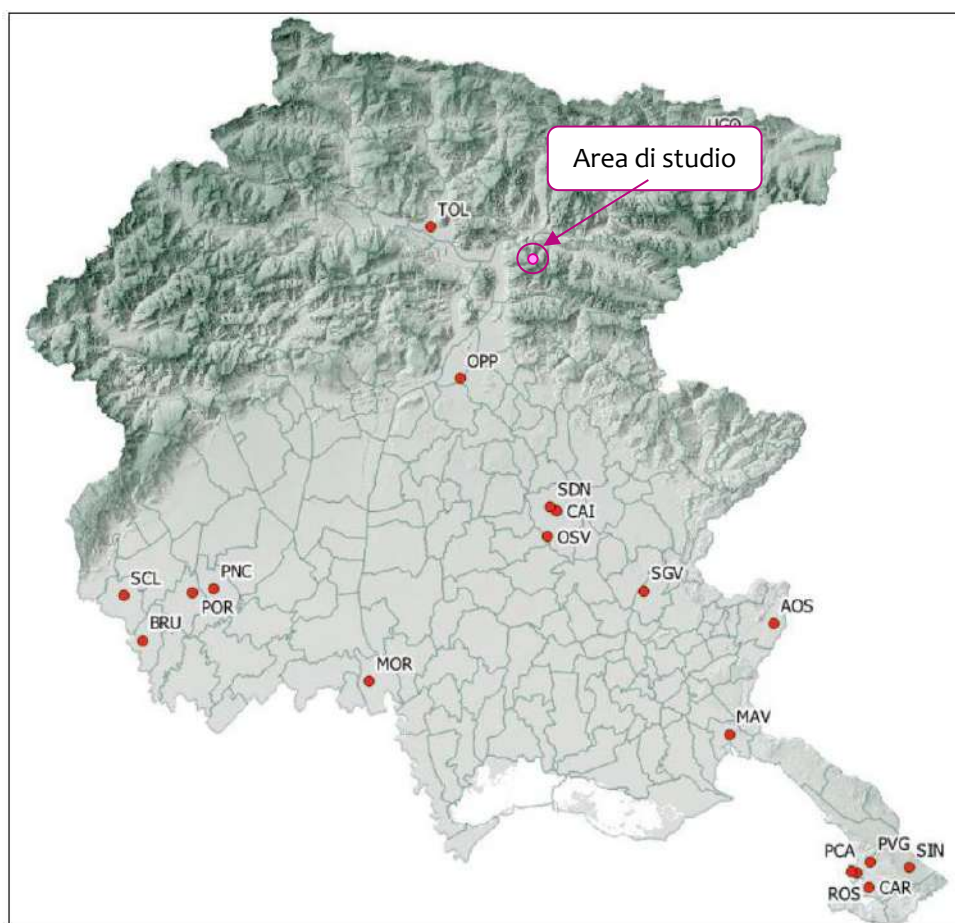 UGO
Area di studio
TOL
OPP
SDN
CAI
OSV
SGV
SCL
PNC
POR
AOS
BRU
MOR
MAV
PCA
PVG
SIN
ROS
CAR